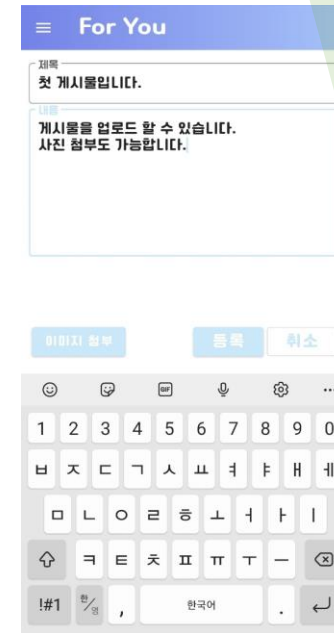 For You
제목
첫 게시물입니다.
내용
게시물을 업로드 할 수 있습니다.
사진 첨부도 가능합니다.
이미지 첨부 등록 취소
GIF
1 2 3 4 5 6 7 8 9 0
ㅂ ㅈ ㄷ ㄱ ㅅ ㅛ ㅕ ㅑ ㅐ ㅔ
ㅁ ㄴ ㅇ ㄹ ㅎ ㅗ ㅓ ㅏ ㅣ
ㅋ ㅌ ㅊ ㅍ ㅠ ㅜ ㅡ
!#1 한/영 , 한국어 .